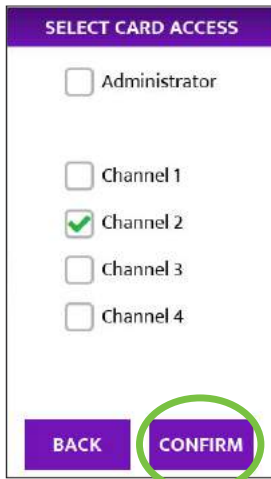 SELECT CARD ACCESS
Administrator
Channel 1
Channel 2
Channel 3
Channel 4
BACK CONFIRM